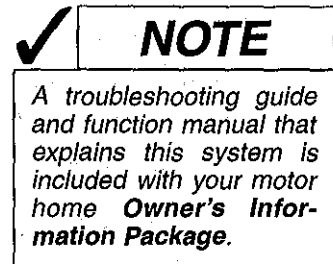 NOTE
A troubleshooting guide
and function manual that
explains this system is
included with your motor
home Owner's Infor-
mation Package.